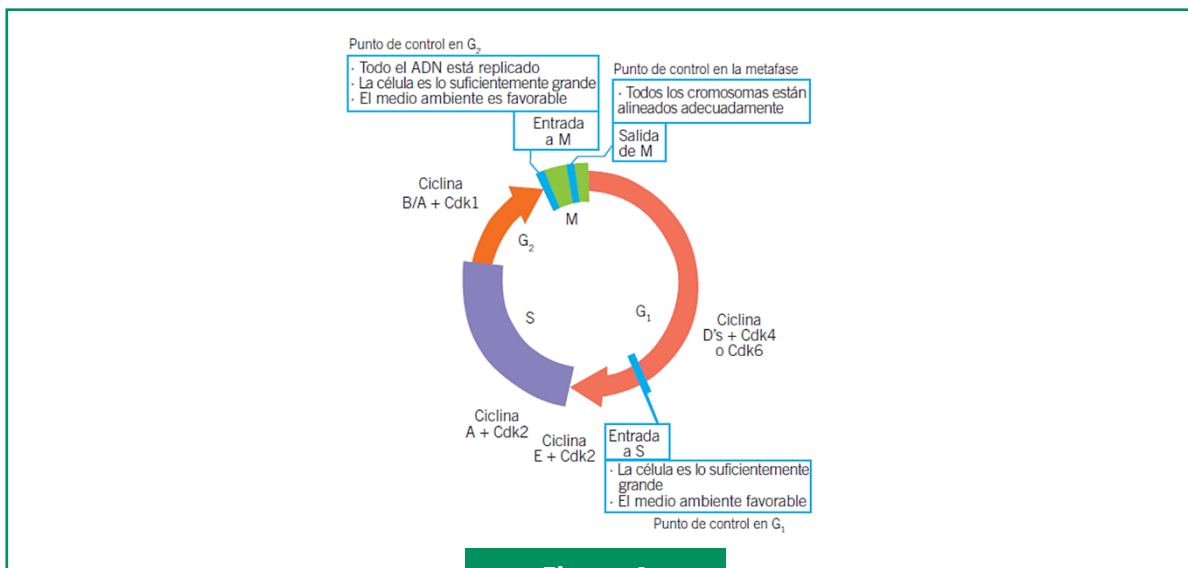 Punto de control en G₂
· Todo el ADN está replicado
· La célula es lo suficientemente grande
· El medio ambiente es favorable
Entrada
a M
Punto de control en la metafase
· Todos los cromosomas están
alineados adecuadamente
Salida
de M
Ciclina
B/A + Cdk1
M
G₂
S
G₁
Ciclina
D's + Cdk4
o Cdk6
Ciclina
A + Cdk2
Ciclina
E + Cdk2
Entrada
a S
· La célula es lo suficientemente
grande
· El medio ambiente favorable
Punto de control en G₁